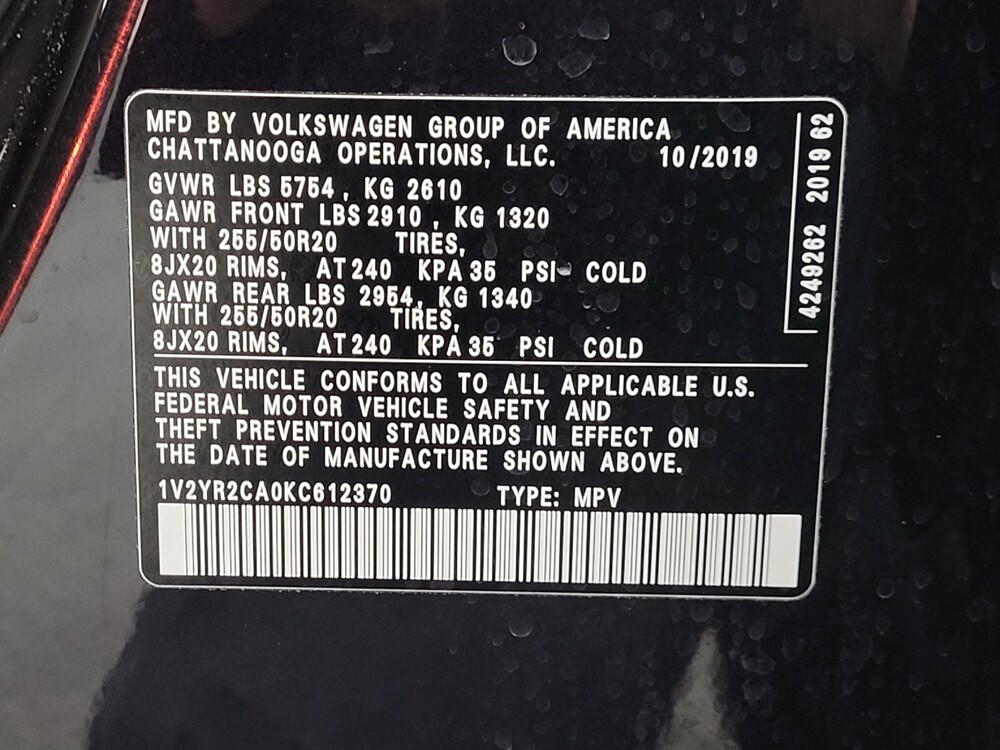 MFD BY VOLKSWAGEN GROUP OF AMERICA
CHATTANOOGA OPERATIONS, LLC. 10/2019
GVWR LBS 5754, KG 2610
GAWR FRONT LBS 2910, KG 1320
WITH 255/50R20 TIRES,
8JX20 RIMS, AT 240 KPA 35 PSI COLD
GAWR REAR LBS 2954, KG 1340
WITH 255/50R20 TIRES,
8JX20 RIMS, AT 240 KPA 35 PSI COLD
THIS VEHICLE CONFORMS TO ALL APPLICABLE U.S.
FEDERAL MOTOR VEHICLE SAFETY AND
THEFT PREVENTION STANDARDS IN EFFECT ON
THE DATE OF MANUFACTURE SHOWN ABOVE.
1V2YR2CA0KC612370 TYPE: MPV
4249262 2019 62